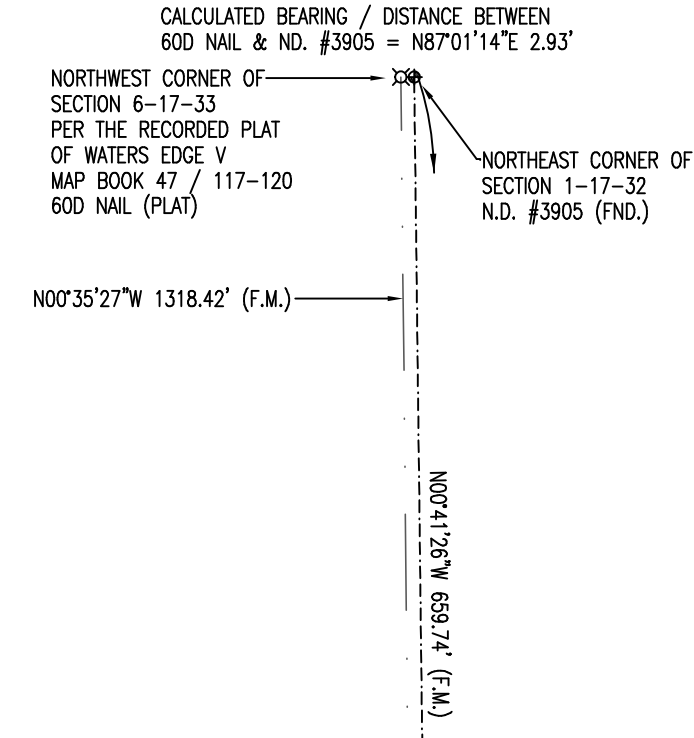 CALCULATED BEARING / DISTANCE BETWEEN
60D NAIL & ND. #3905 = N87°01'14"E 2.93'
NORTHWEST CORNER OF
SECTION 6-17-33
PER THE RECORDED PLAT
OF WATERS EDGE V
MAP BOOK 47 / 117-120
60D NAIL (PLAT)
NORTHEAST CORNER OF
SECTION 1-17-32
N.D. #3905 (FND.)
N00°35'27"W 1318.42' (F.M.)
N00°41'26"W 659.74' (F.M.)